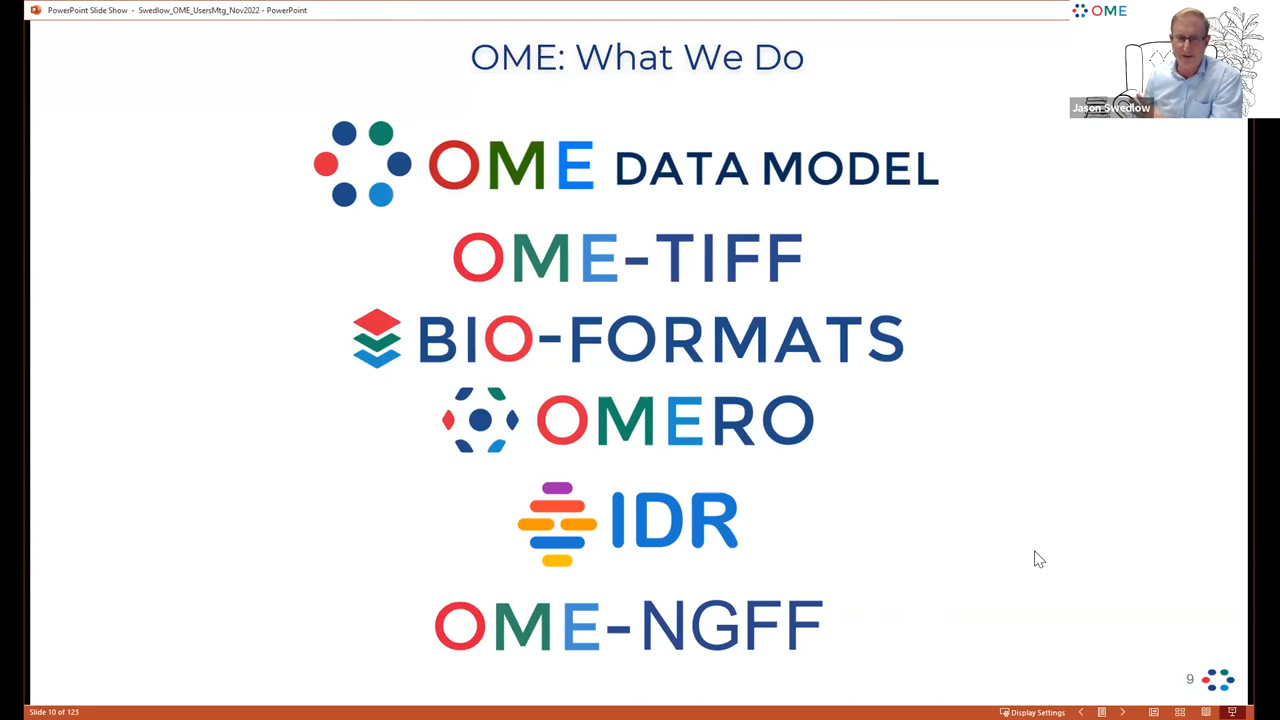 PowerPoint Slide Show - Swedlow_OME_UsersMtg_Nov2022 - PowerPoint
OME
OME: What We Do
Jason Swedlow
OME DATA MODEL
OME-TIFF
BIO-FORMATS
OMERO
IDR
OME-NGFF
9
Slide 10 of 123
Display Settings